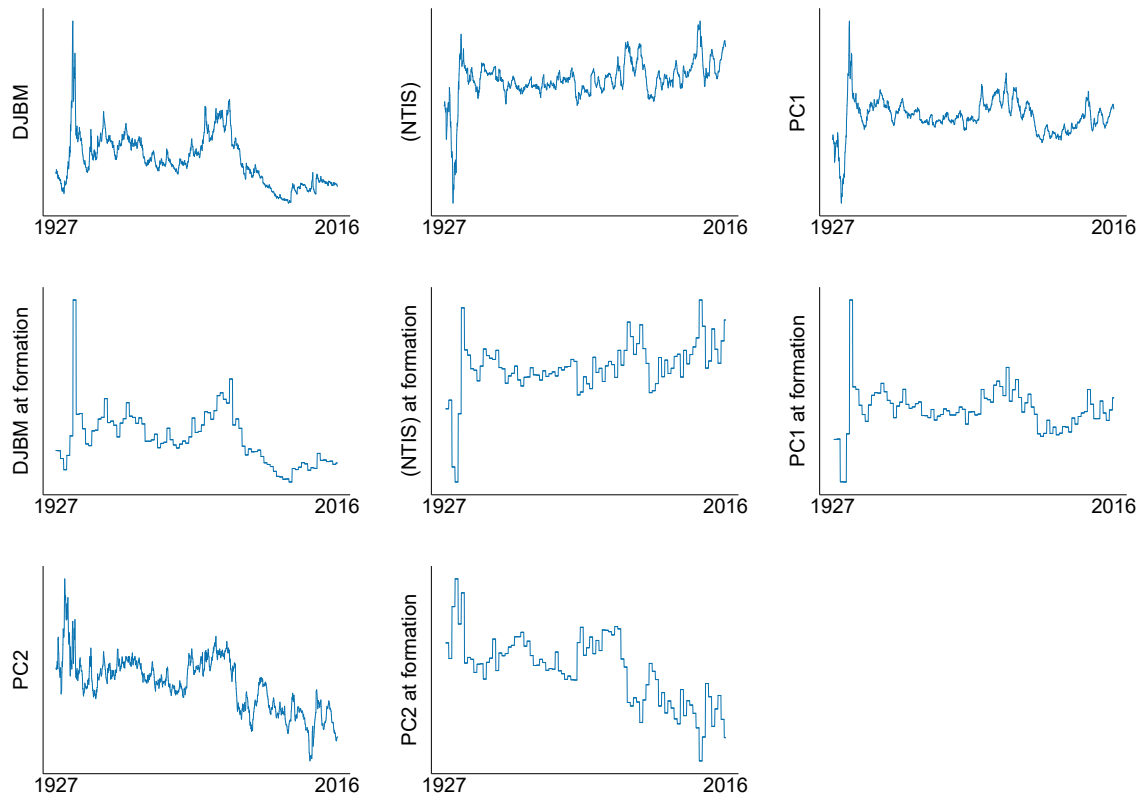 DJBM
1927 2016
(NTIS)
1927 2016
PC1
1927 2016
DJBM at formation
1927 2016
(NTIS) at formation
1927 2016
PC1 at formation
1927 2016
PC2
1927 2016
PC2 at formation
1927 2016